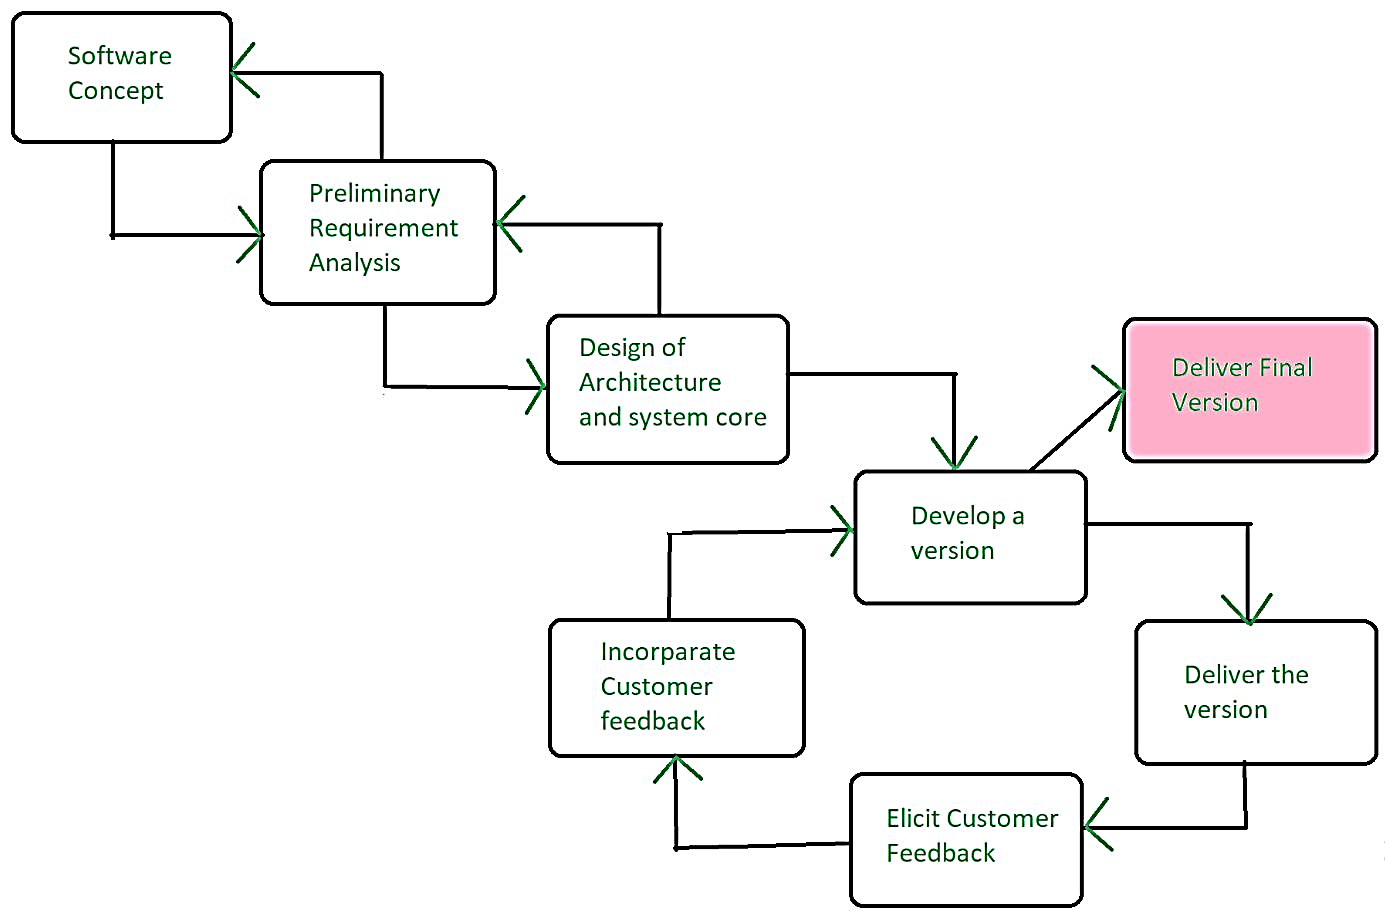 Software
Concept
Preliminary
Requirement
Analysis
Design of
Architecture
and system core
Deliver Final
Version
Develop a
version
Incorparate
Customer
feedback
Deliver the
version
Elicit Customer
Feedback